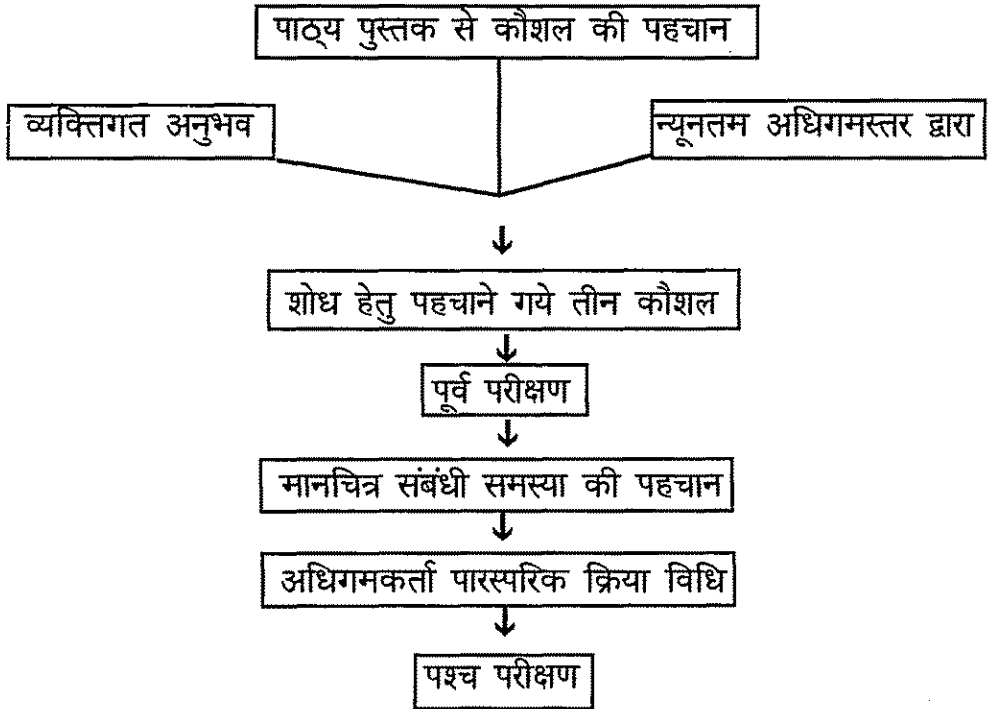 पाठ्य पुस्तक से कौशल की पहचान
व्यक्तिगत अनुभव
न्यूनतम अधिगमस्तर द्वारा
शोध हेतु पहचाने गये तीन कौशल
पूर्व परीक्षण
मानचित्र संबंधी समस्या की पहचान
अधिगमकर्ता पारस्परिक क्रिया विधि
पश्च परीक्षण